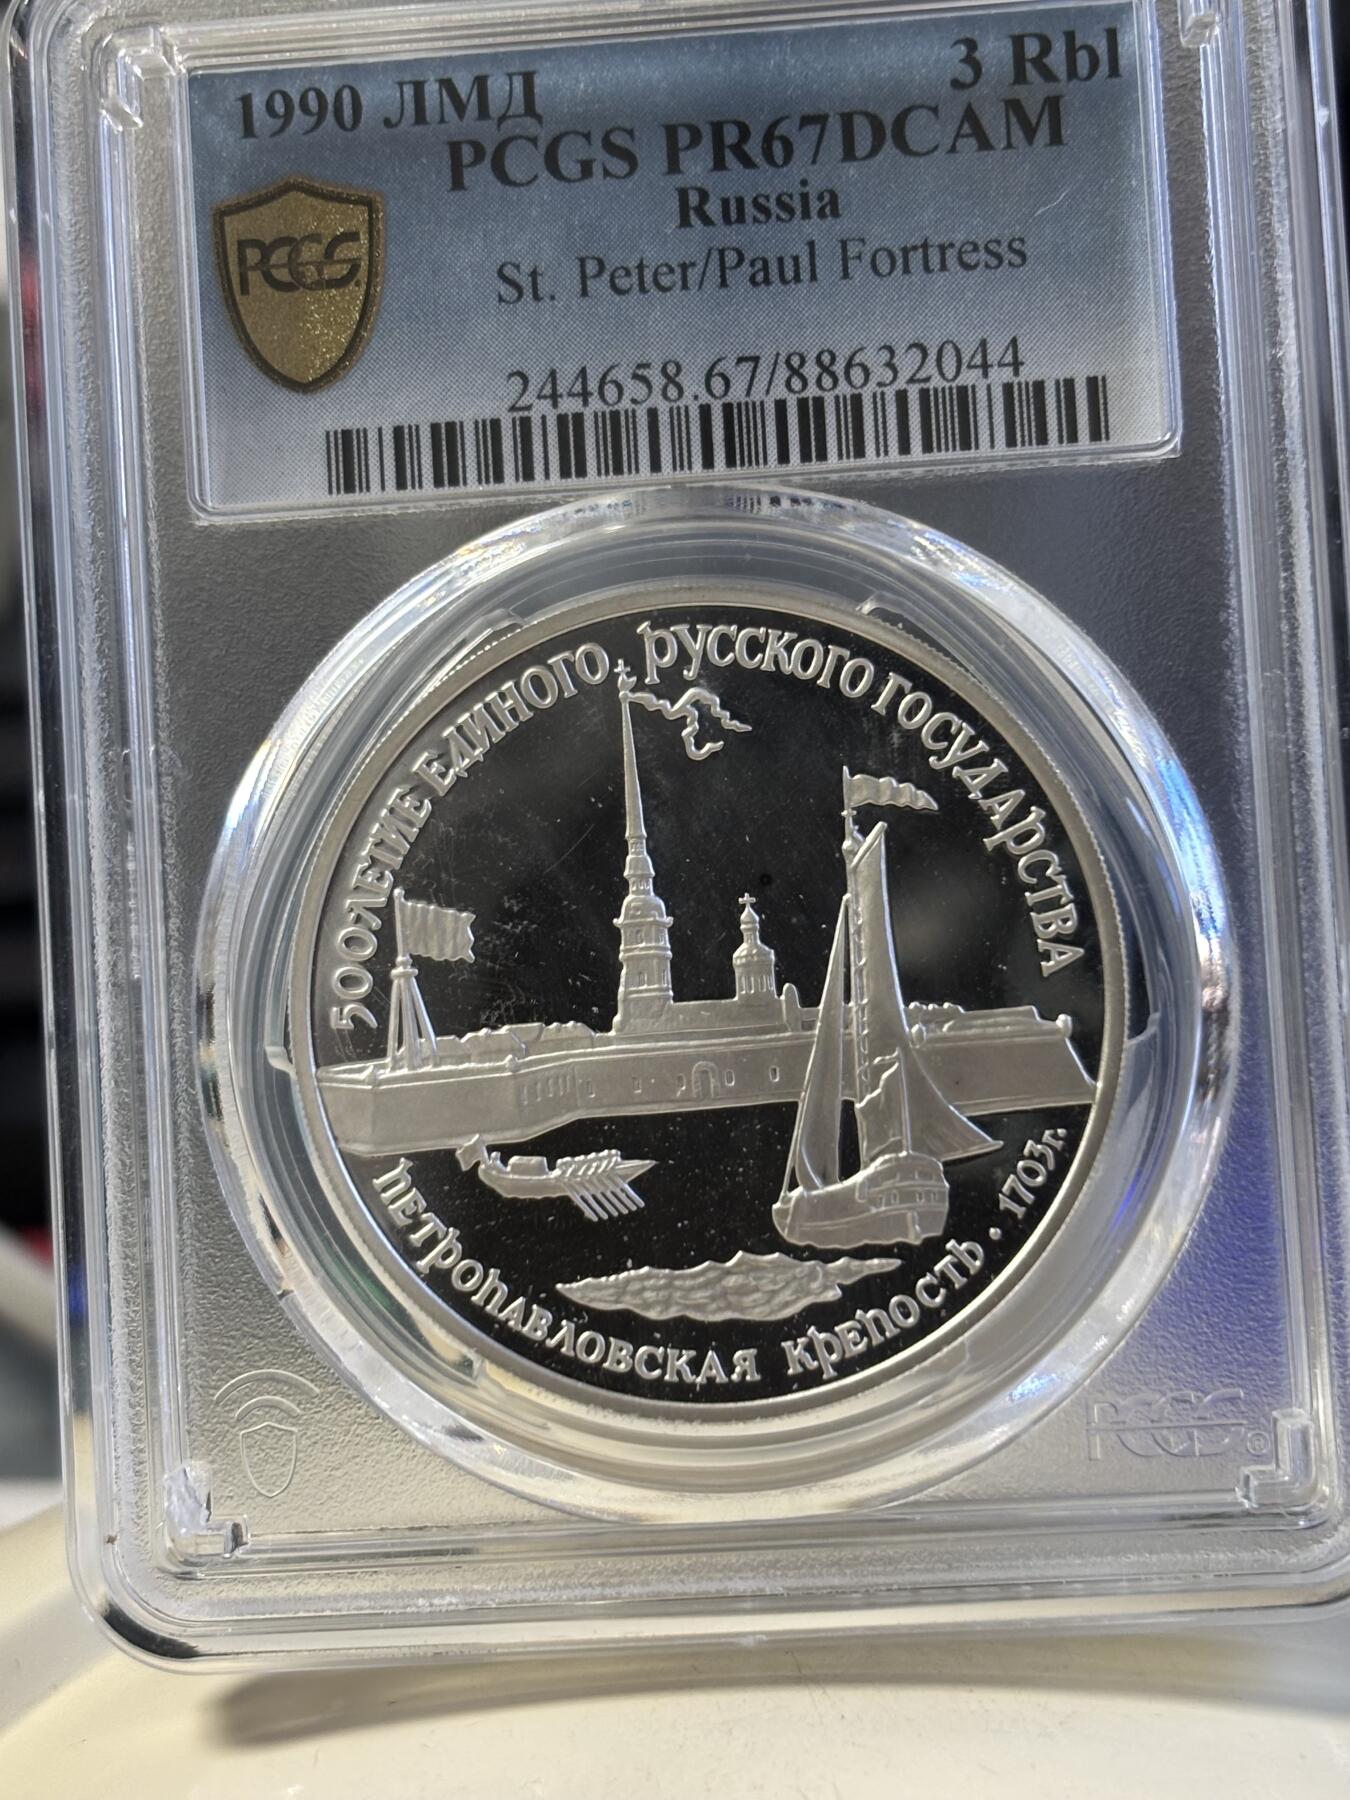 1990 ЛМД 3 Rbl
PCGS PR67DCAM
Russia
St. Peter/Paul Fortress
PCGS
244658.67/88632044
500ЛЕТИЕ ЕДИНОГО РУССКОГО ГОСУДАРСТВА
ПЕТРОПАВЛОВСКАЯ КРЕПОСТЬ · 1703г.
PCGS®